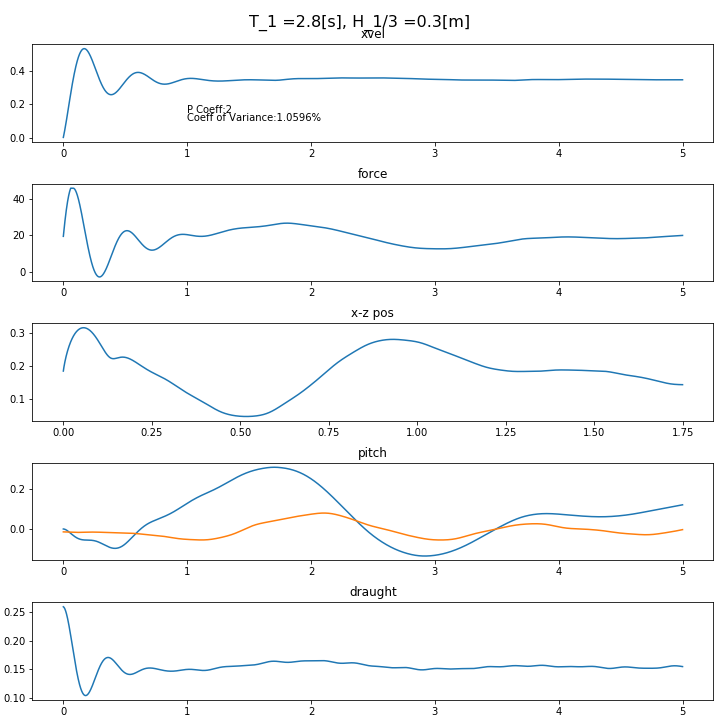 T_1 =2.8[s], H_1/3 =0.3[m]
xvel
0.4
0.2
0.0
P Coeff:2
Coeff of Variance:1.0596%
0 1 2 3 4 5
force
40
20
0
0 1 2 3 4 5
x-z pos
0.3
0.2
0.1
0.00 0.25 0.50 0.75 1.00 1.25 1.50 1.75
pitch
0.2
0.0
0 1 2 3 4 5
draught
0.25
0.20
0.15
0.10
0 1 2 3 4 5